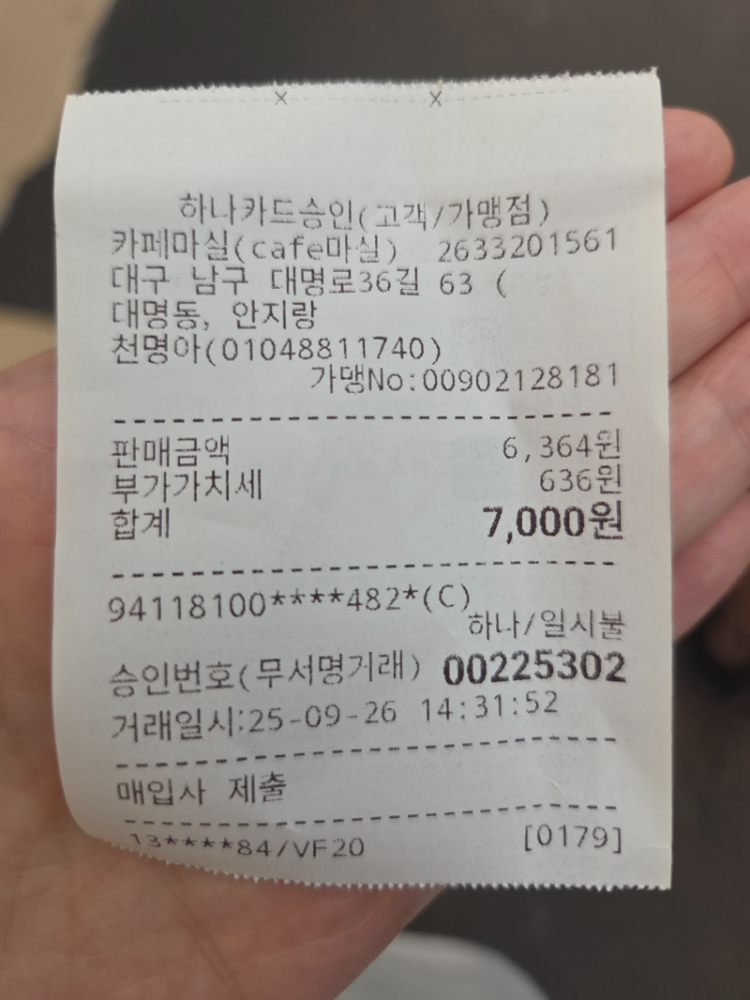 하나카드승인(고객/가맹점)
카페마실(cafe마실) 2633201561
대구 남구 대명로36길 63 (
대명동, 안지랑
천명아(01048811740)
가맹No:00902128181
판매금액 6,364원
부가가치세 636원
합계 7,000원
94118100****482*(C)
하나/일시불
승인번호(무서명거래) 00225302
거래일시:25-09-26 14:31:52
매입사 제출
13****84/VF20 [0179]